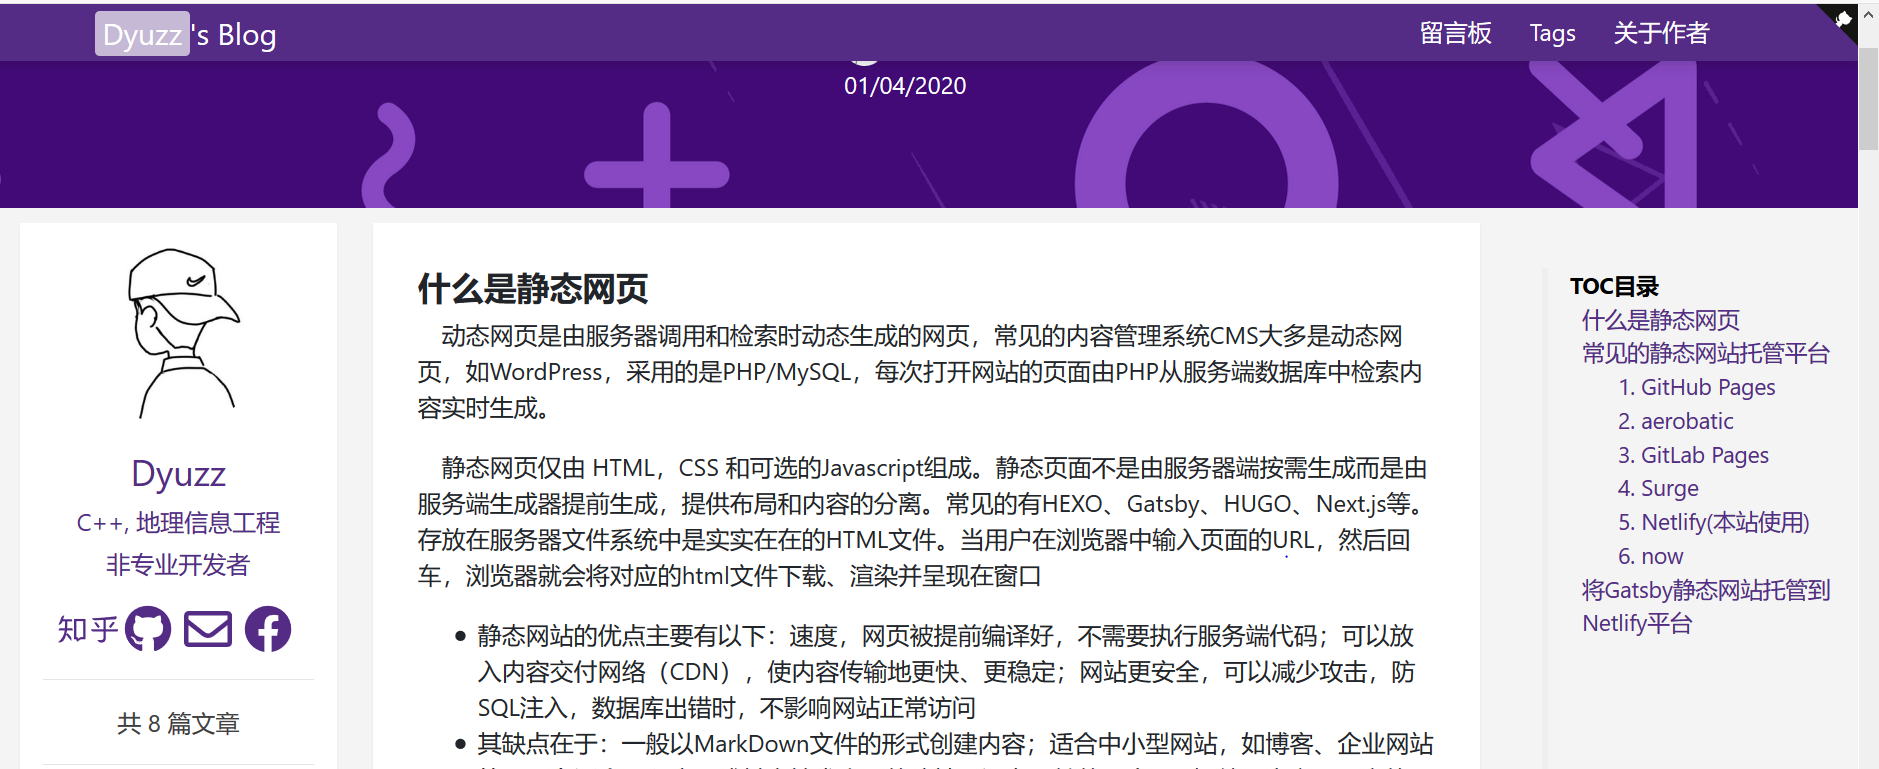 Dyuzz 's Blog
留言板 Tags 关于作者
01/04/2020
Dyuzz
C++, 地理信息工程
非专业开发者
知乎
共 8 篇文章
什么是静态网页
动态网页是由服务器调用和检索时动态生成的网页，常见的内容管理系统CMS大多是动态网
页，如WordPress，采用的是PHP/MySQL，每次打开网站的页面由PHP从服务端数据库中检索内
容实时生成。
静态网页仅由 HTML，CSS 和可选的Javascript组成。静态页面不是由服务器端按需生成而是由
服务端生成器提前生成，提供布局和内容的分离。常见的有HEXO、Gatsby、HUGO、Next.js等。
存放在服务器文件系统中是实实在在的HTML文件。当用户在浏览器中输入页面的URL，然后回
车，浏览器就会将对应的html文件下载、渲染并呈现在窗口
静态网站的优点主要有以下：速度，网页被提前编译好，不需要执行服务端代码；可以放
入内容交付网络（CDN），使内容传输地更快、更稳定；网站更安全，可以减少攻击，防
SQL注入，数据库出错时，不影响网站正常访问
其缺点在于：一般以MarkDown文件的形式创建内容；适合中小型网站，如博客、企业网站
TOC目录
什么是静态网页
常见的静态网站托管平台
1. GitHub Pages
2. aerobatic
3. GitLab Pages
4. Surge
5. Netlify(本站使用)
6. now
将Gatsby静态网站托管到
Netlify平台